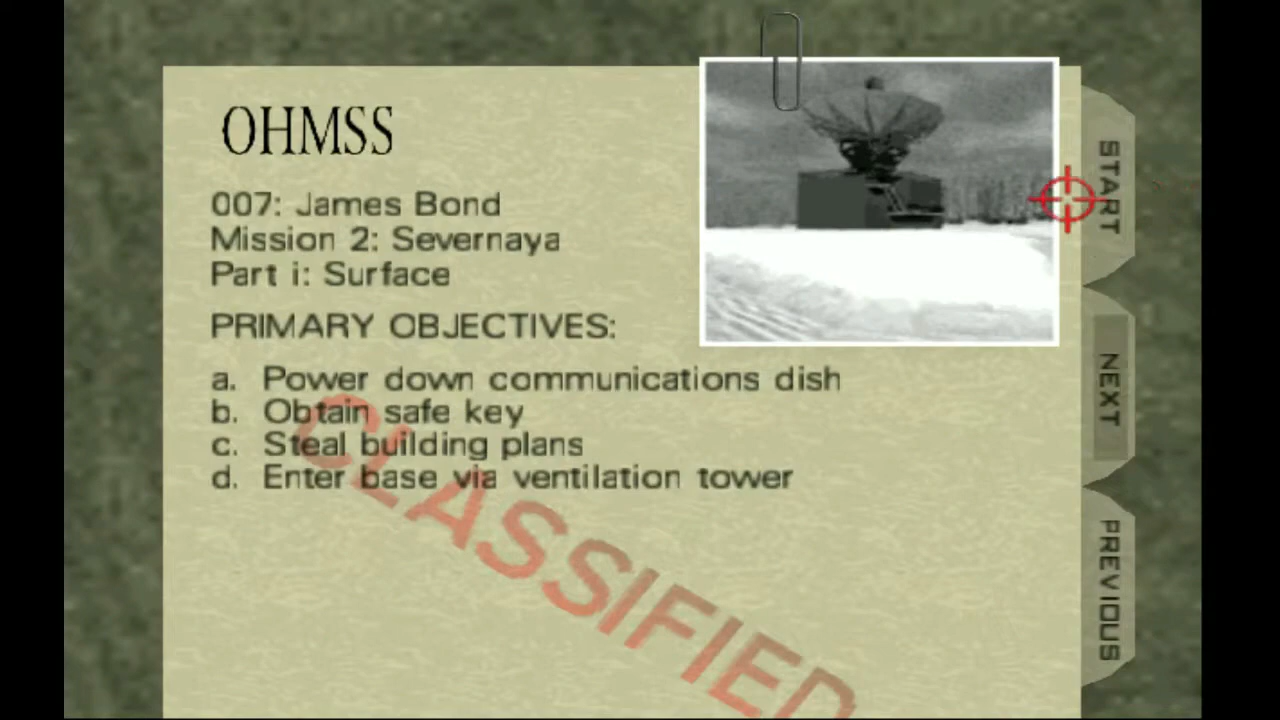 OHMSS
007: James Bond
Mission 2: Severnaya
Part i: Surface
PRIMARY OBJECTIVES:
a. Power down communications dish
b. Obtain safe key
c. Steal building plans
d. Enter base via ventilation tower
CLASSIFIED
START
NEXT
PREVIOUS